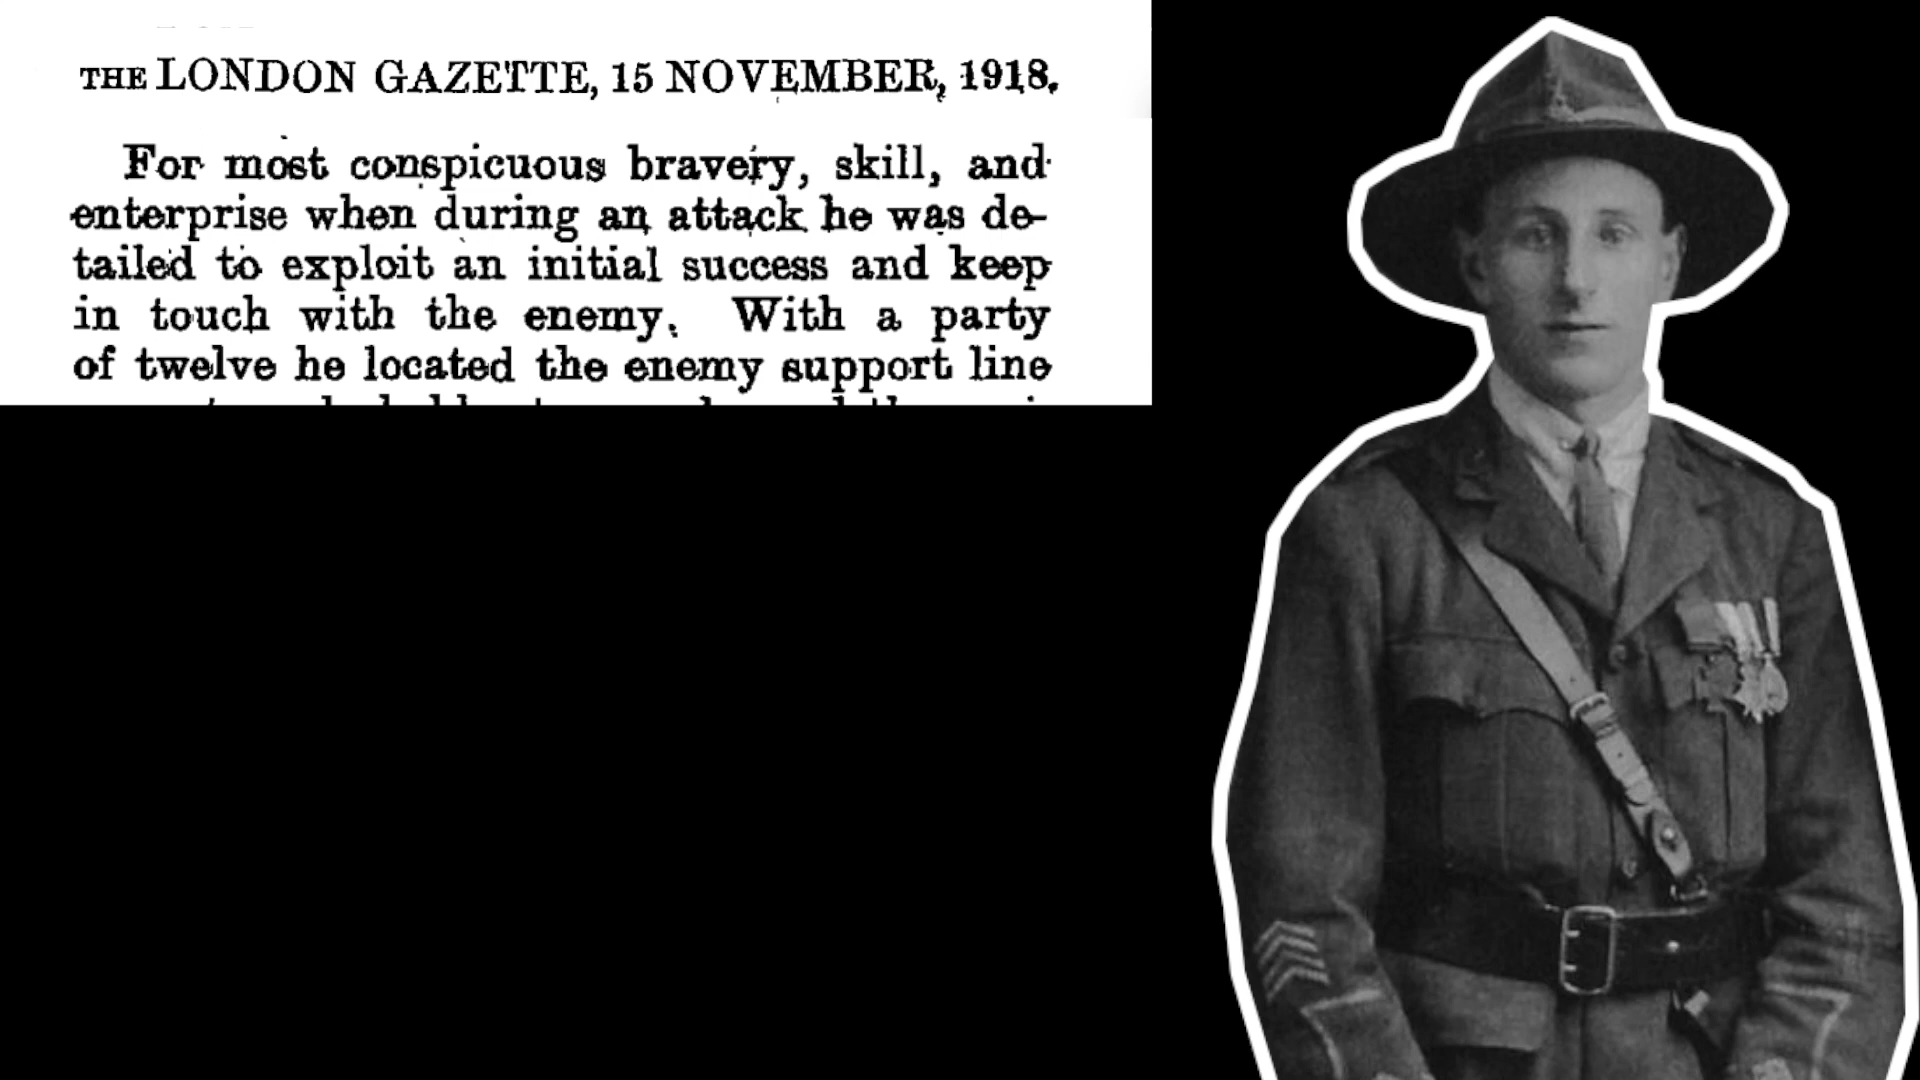 THE LONDON GAZETTE, 15 NOVEMBER, 1918.
For most conspicuous bravery, skill, and
enterprise when during an attack he was de-
tailed to exploit an initial success and keep
in touch with the enemy. With a party
of twelve he located the enemy support line